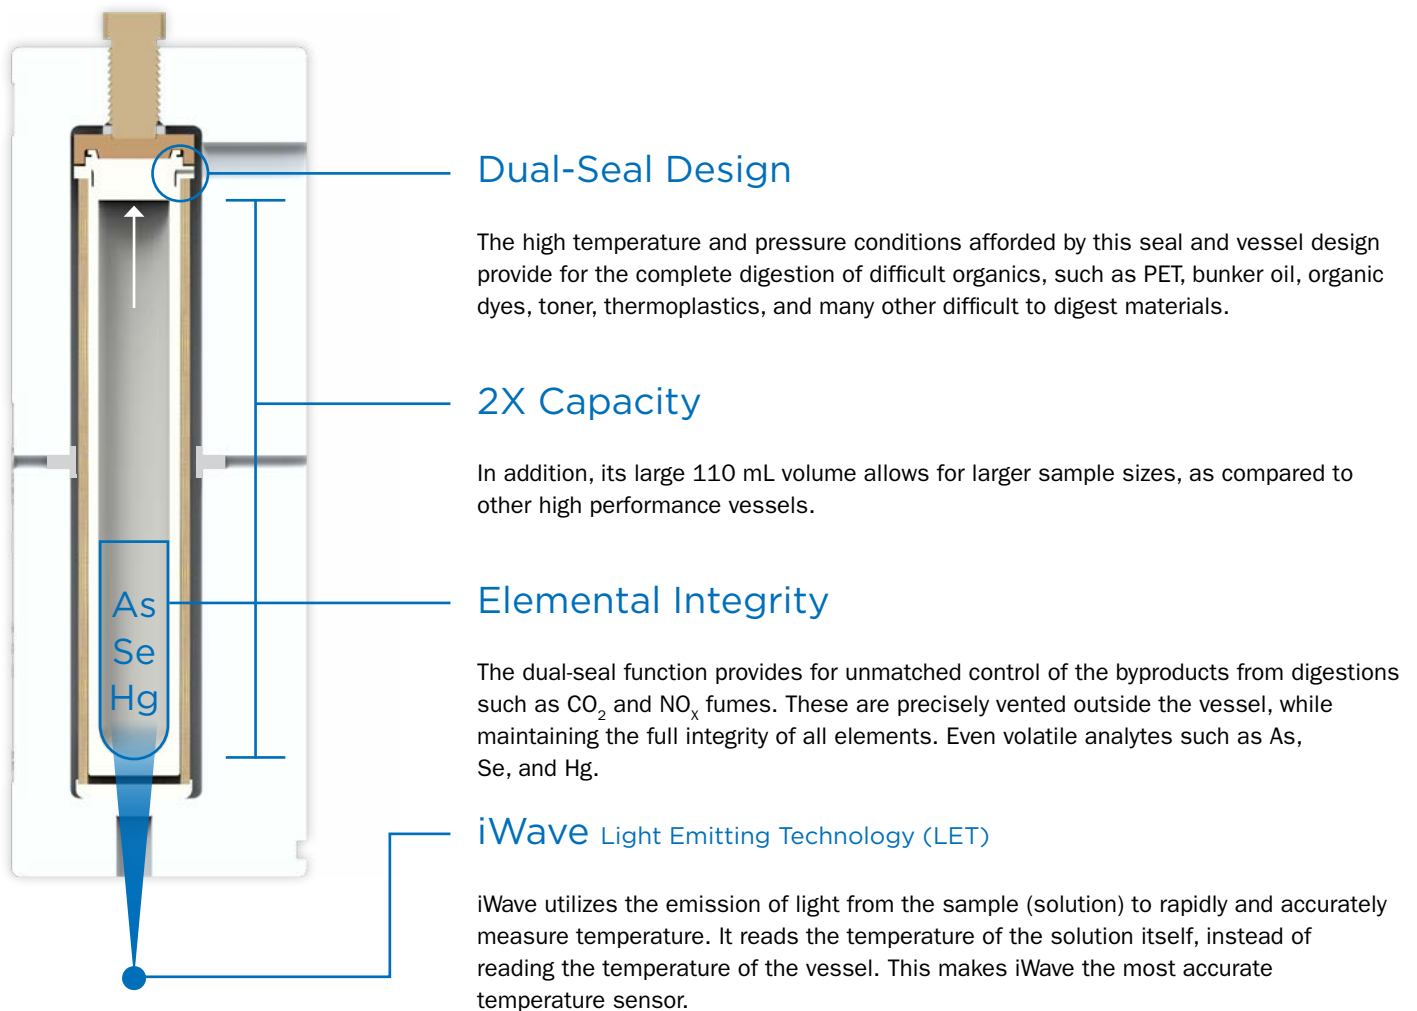 Dual-Seal Design
The high temperature and pressure conditions afforded by this seal and vessel design
provide for the complete digestion of difficult organics, such as PET, bunker oil, organic
dyes, toner, thermoplastics, and many other difficult to digest materials.
2X Capacity
In addition, its large 110 mL volume allows for larger sample sizes, as compared to
other high performance vessels.
As
Se
Hg
Elemental Integrity
The dual-seal function provides for unmatched control of the byproducts from digestions
such as CO₂ and NOₓ fumes. These are precisely vented outside the vessel, while
maintaining the full integrity of all elements. Even volatile analytes such as As,
Se, and Hg.
iWave Light Emitting Technology (LET)
iWave utilizes the emission of light from the sample (solution) to rapidly and accurately
measure temperature. It reads the temperature of the solution itself, instead of
reading the temperature of the vessel. This makes iWave the most accurate
temperature sensor.